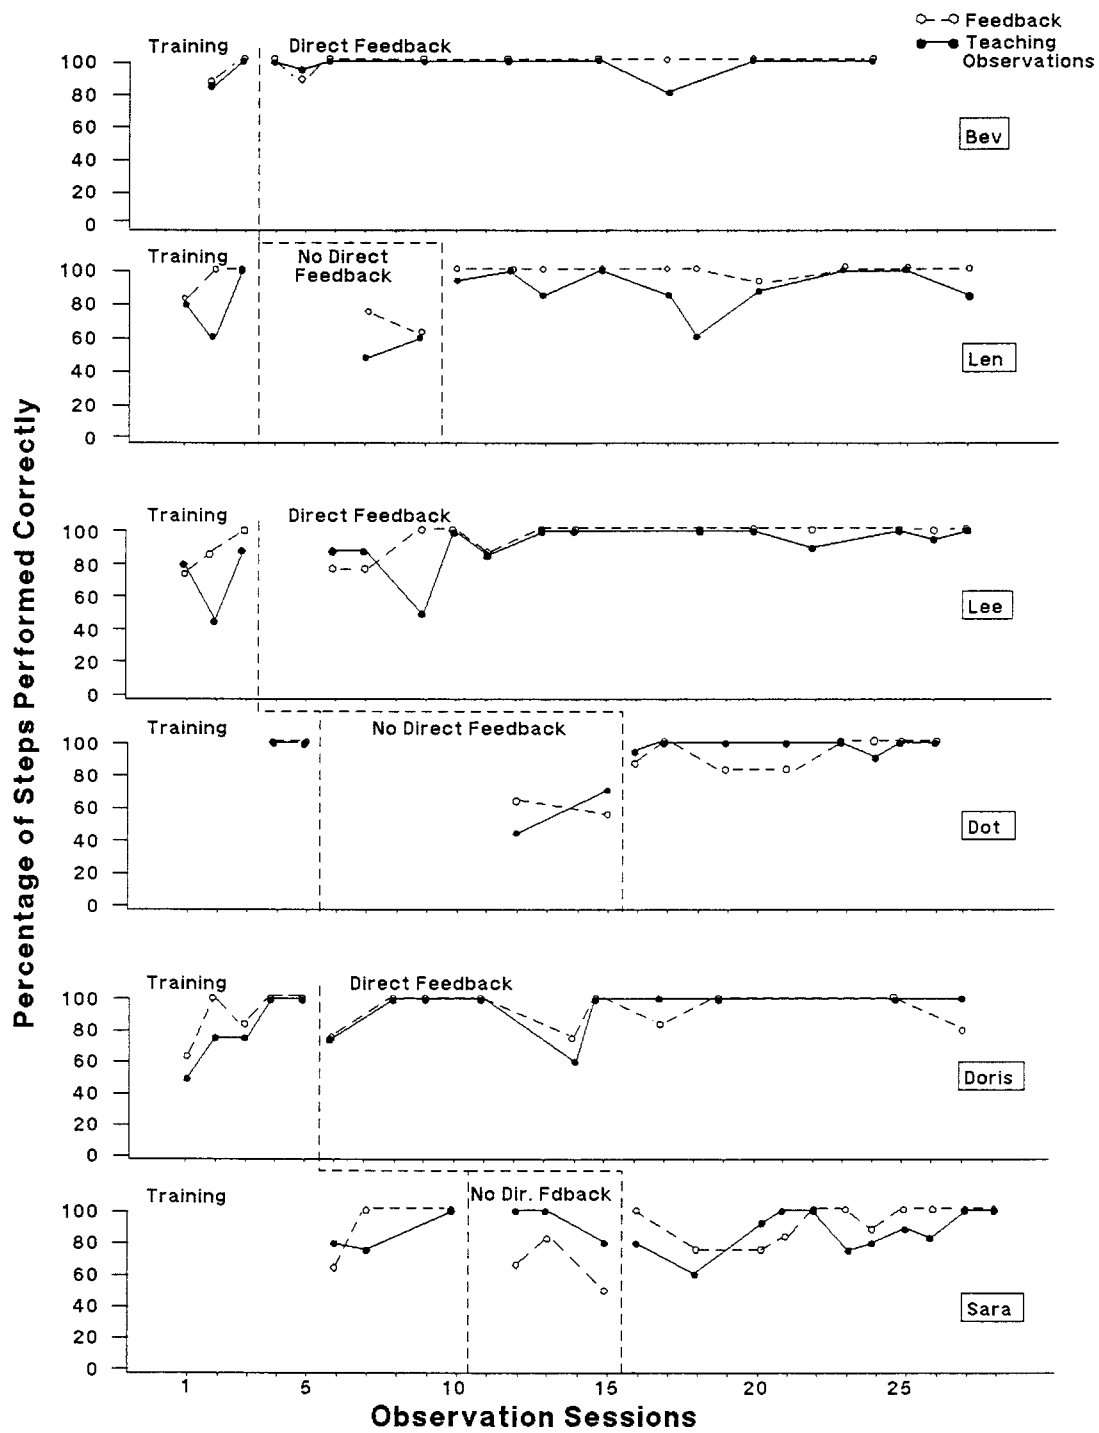 Feedback
Teaching
Observations
Training
Direct Feedback
100
80
60
40
20
0
Bev
Training
No Direct
Feedback
100
80
60
40
20
0
Len
Percentage of Steps Performed Correctly
Training
Direct Feedback
100
80
60
40
20
0
Lee
Training
No Direct Feedback
100
80
60
40
20
0
Dot
Training
Direct Feedback
100
80
60
40
20
0
Doris
Training
No Dir. Fdback
100
80
60
40
20
0
Sara
1 5 10 15 20 25
Observation Sessions